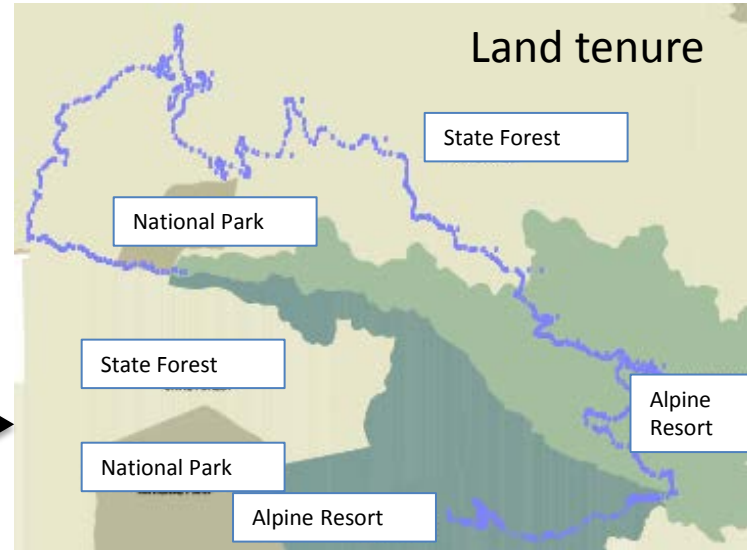 Land tenure
State Forest
National Park
State Forest
Alpine
Resort
National Park
Alpine Resort